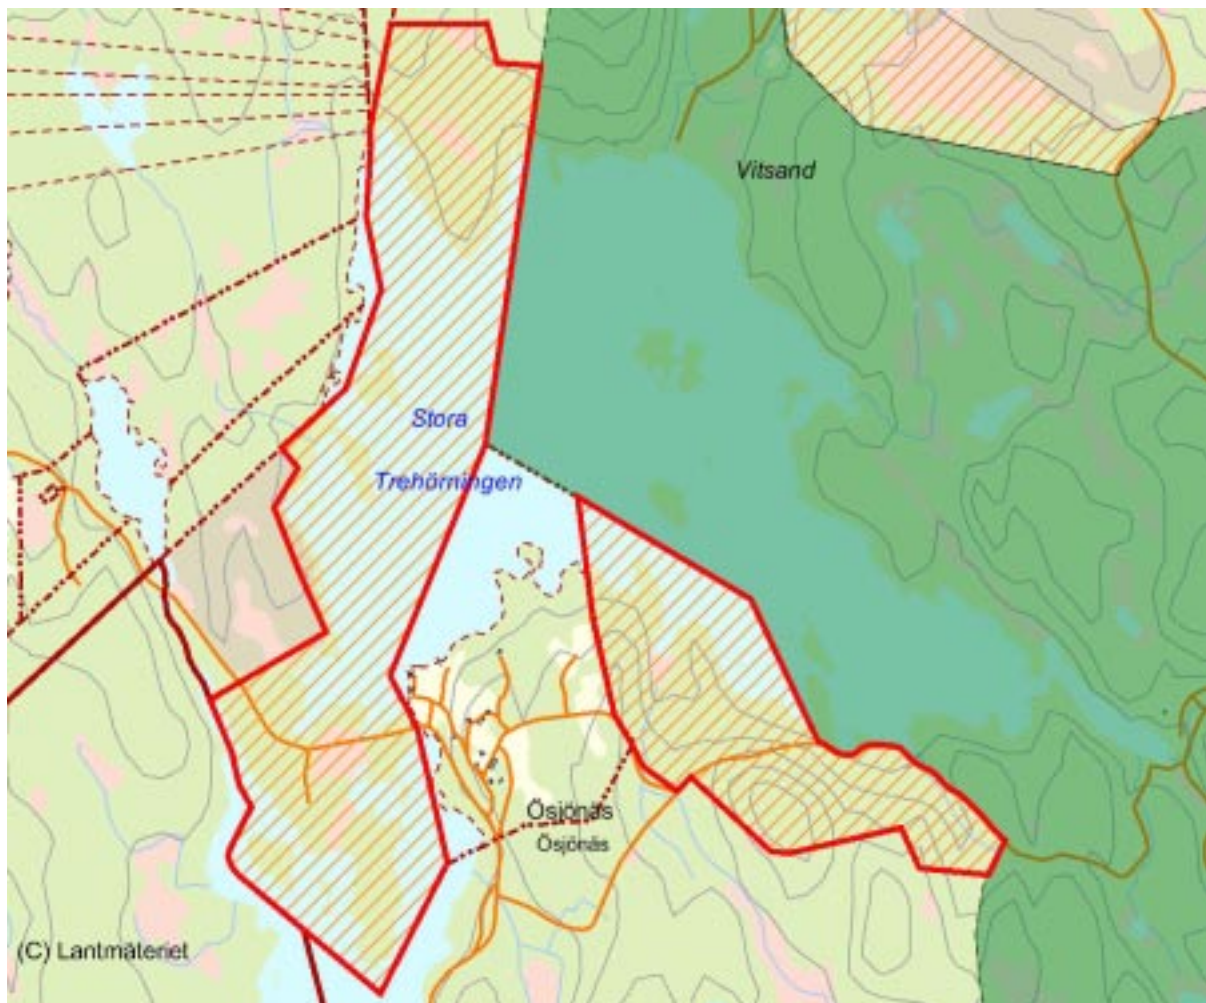 Vitsand
Stora
Trehörningen
Ösjönäs
Ösjönäs
(C) Lantmäteriet